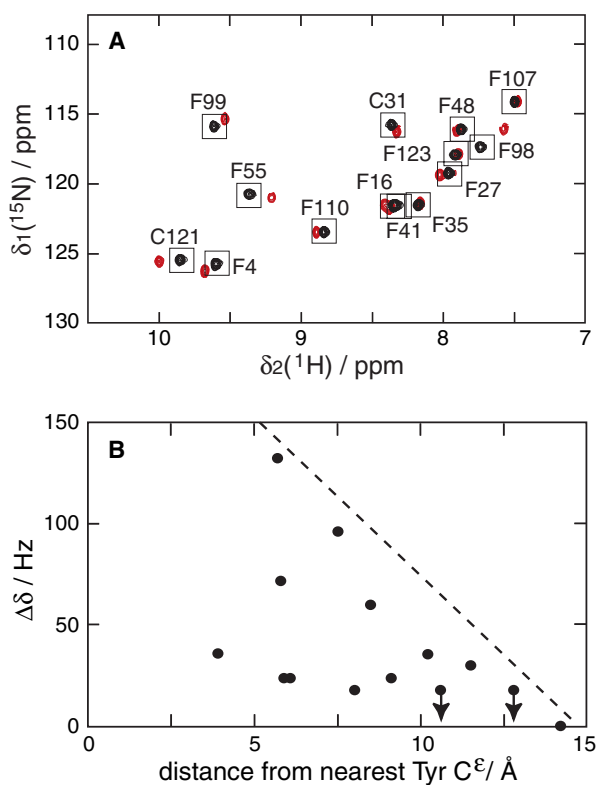 A
110
115
120
125
130
δ1(¹⁵N) / ppm
F99
C31
F107
F48
F123
F98
F55
F16
F27
F110
F41
F35
C121
F4
10
9
8
7
δ2(¹H) / ppm
B
150
100
50
0
Δδ / Hz
0
5
10
15
distance from nearest Tyr Cᵋ/ Å